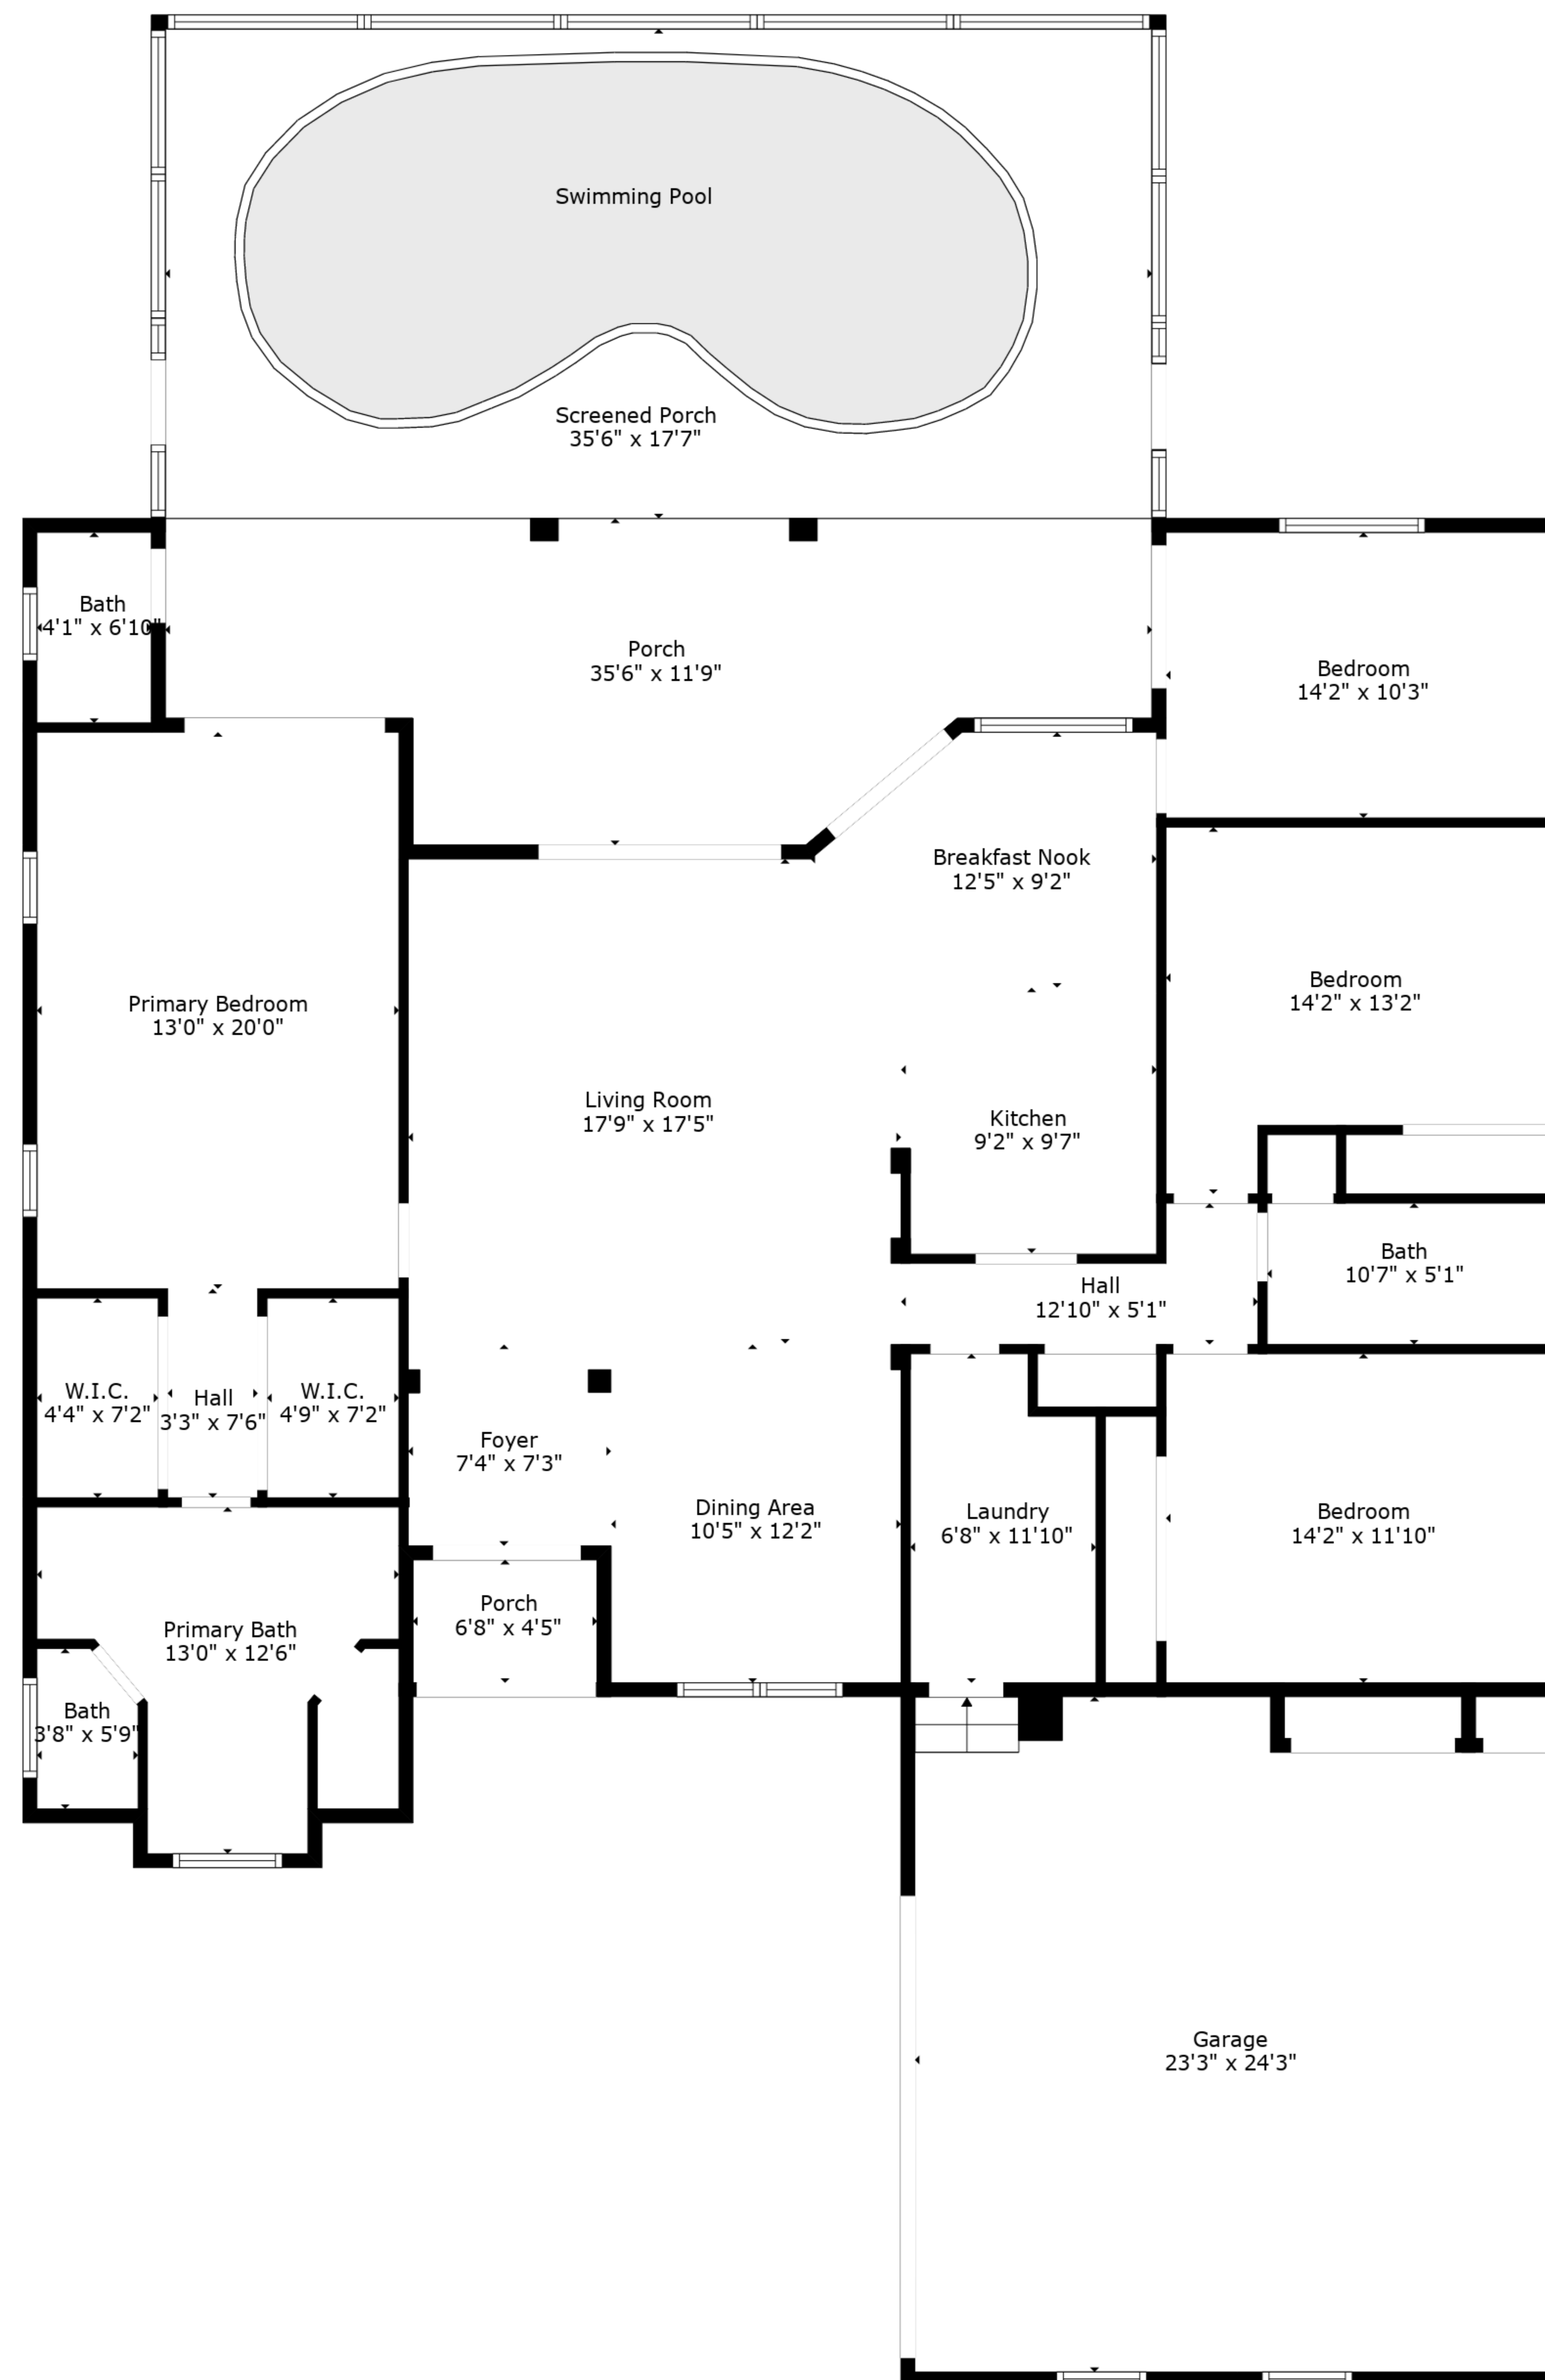 Swimming Pool
Screened Porch
35'6" x 17'7"
Bath
4'1" x 6'10"
Porch
35'6" x 11'9"
Bedroom
14'2" x 10'3"
Breakfast Nook
12'5" x 9'2"
Primary Bedroom
13'0" x 20'0"
Bedroom
14'2" x 13'2"
Living Room
17'9" x 17'5"
Kitchen
9'2" x 9'7"
Bath
10'7" x 5'1"
Hall
12'10" x 5'1"
W.I.C.
4'4" x 7'2"
Hall
3'3" x 7'6"
W.I.C.
4'9" x 7'2"
Foyer
7'4" x 7'3"
Dining Area
10'5" x 12'2"
Laundry
6'8" x 11'10"
Bedroom
14'2" x 11'10"
Porch
6'8" x 4'5"
Primary Bath
13'0" x 12'6"
Bath
3'8" x 5'9"
Garage
23'3" x 24'3"